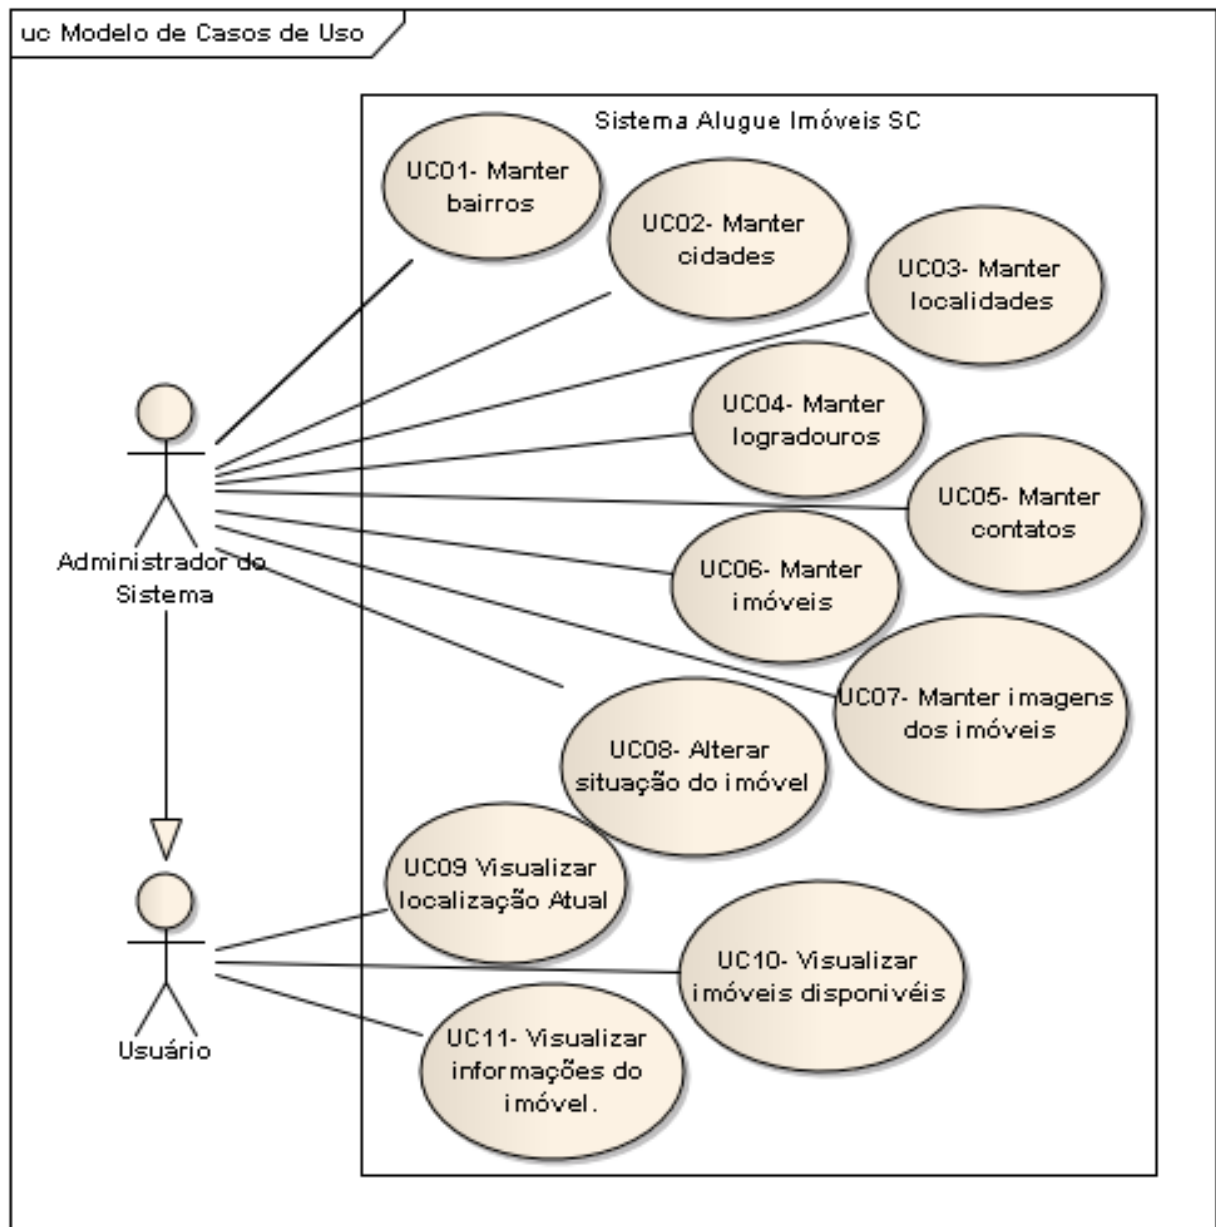 uc Modelo de Casos de Uso
Sistema Alugue Imóveis SC
UC01- Manter
bairros
UC02- Manter
cidades
UC03- Manter
localidades
UC04- Manter
logradouros
UC05- Manter
contatos
Administrador do
Sistema
UC06- Manter
imóveis
UC07- Manter imagens
dos imóveis
UC08- Alterar
situação do imóvel
UC09 Visualizar
localização Atual
UC10- Visualizar
imóveis disponivéis
Usuário
UC11- Visualizar
informações do
imóvel.